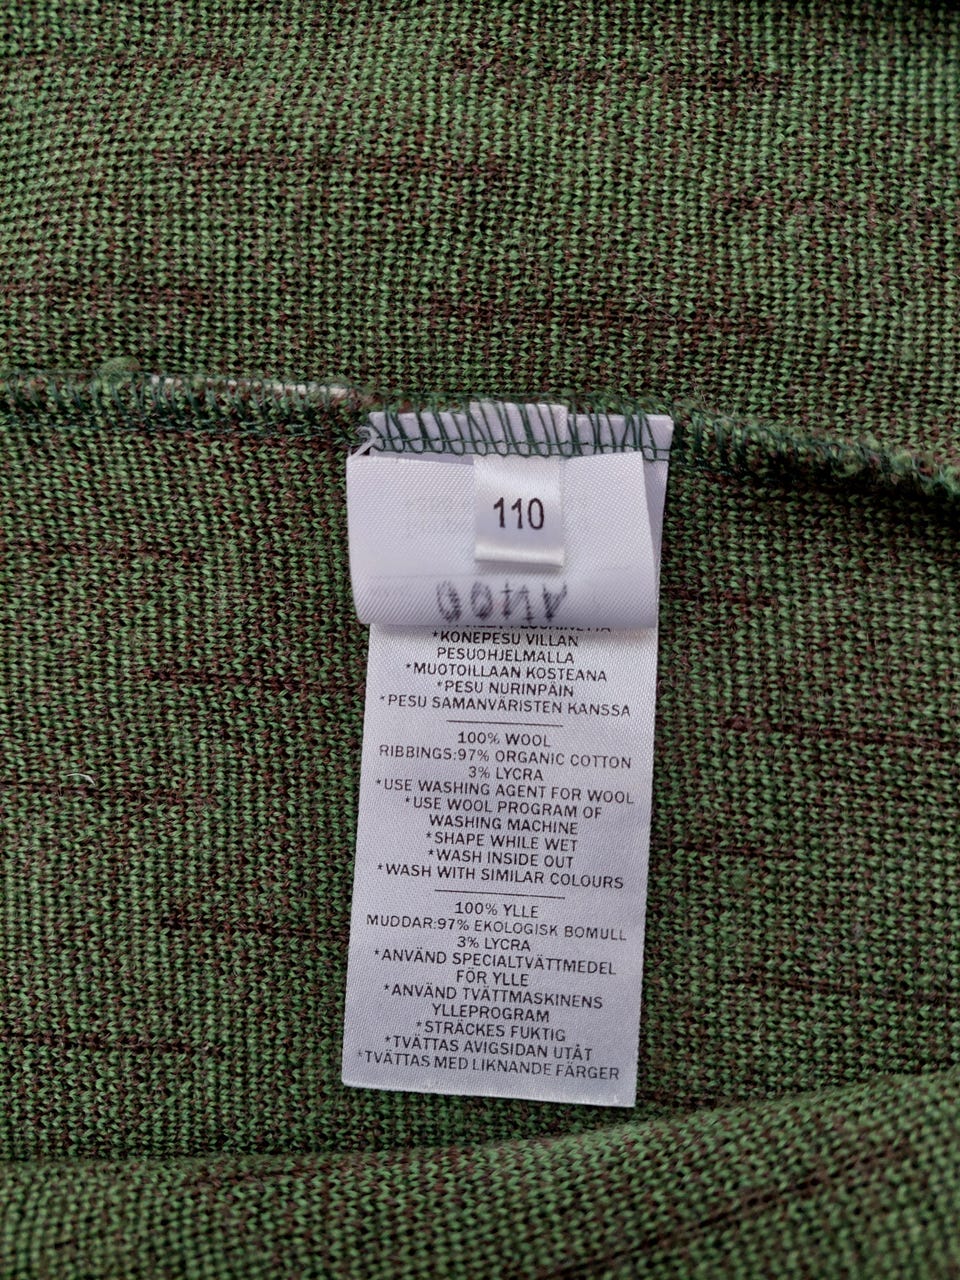 110
*KONEPESU VILLAN
PESUOHJELMALLA
*MUOTOILLAAN KOSTEANA
*PESU NURINPÄIN
*PESU SAMANVÄRISTEN KANSSA
100% WOOL
RIBBINGS:97% ORGANIC COTTON
3% LYCRA
*USE WASHING AGENT FOR WOOL
*USE WOOL PROGRAM OF
WASHING MACHINE
*SHAPE WHILE WET
*WASH INSIDE OUT
*WASH WITH SIMILAR COLOURS
100% YLLE
MUDDAR:97% EKOLOGISK BOMULL
3% LYCRA
*ANVÄND SPECIALTVÄTTMEDEL
FÖR YLLE
*ANVÄND TVÄTTMASKINENS
YLLEPROGRAM
*STRÄCKES FUKTIG
*TVÄTTAS AVIGSIDAN UTÅT
*TVÄTTAS MED LIKNANDE FÄRGER